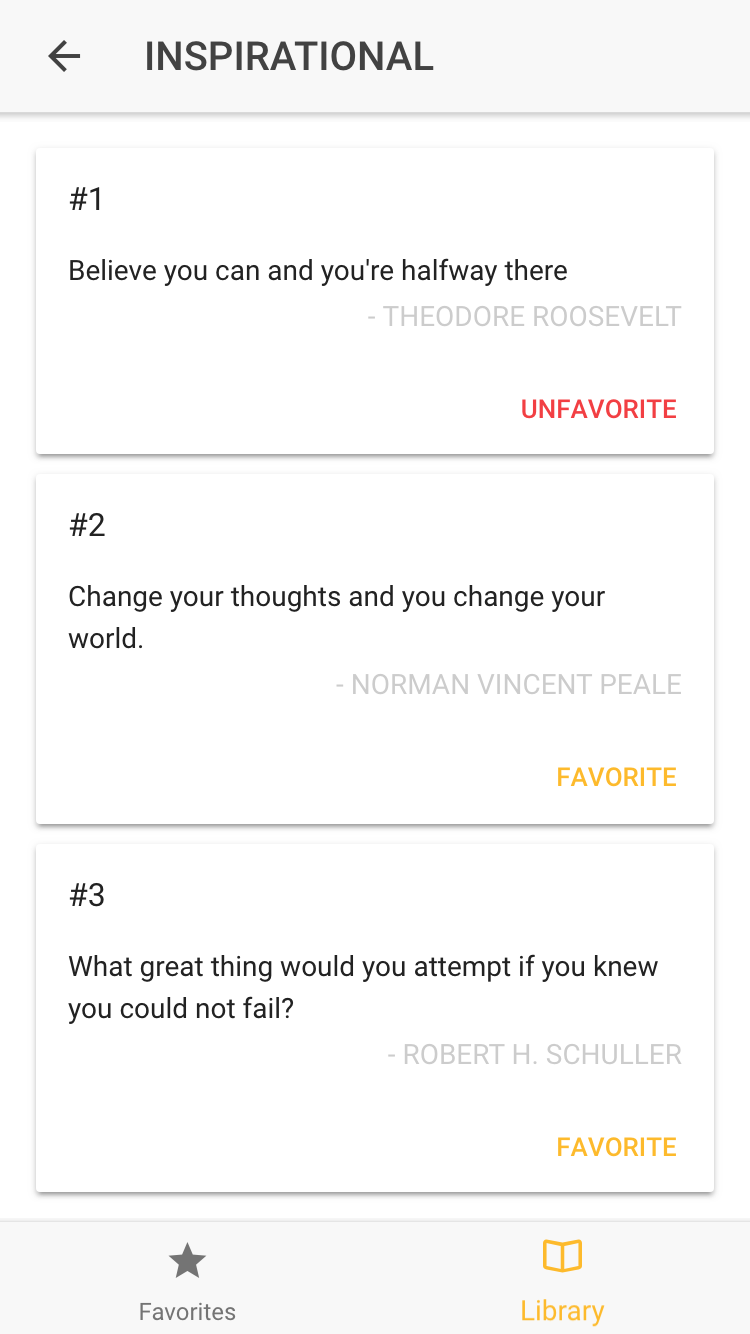 INSPIRATIONAL
#1
Believe you can and you're halfway there
- THEODORE ROOSEVELT
UNFAVORITE
#2
Change your thoughts and you change your
world.
- NORMAN VINCENT PEALE
FAVORITE
#3
What great thing would you attempt if you knew
you could not fail?
- ROBERT H. SCHULLER
FAVORITE
Favorites
Library